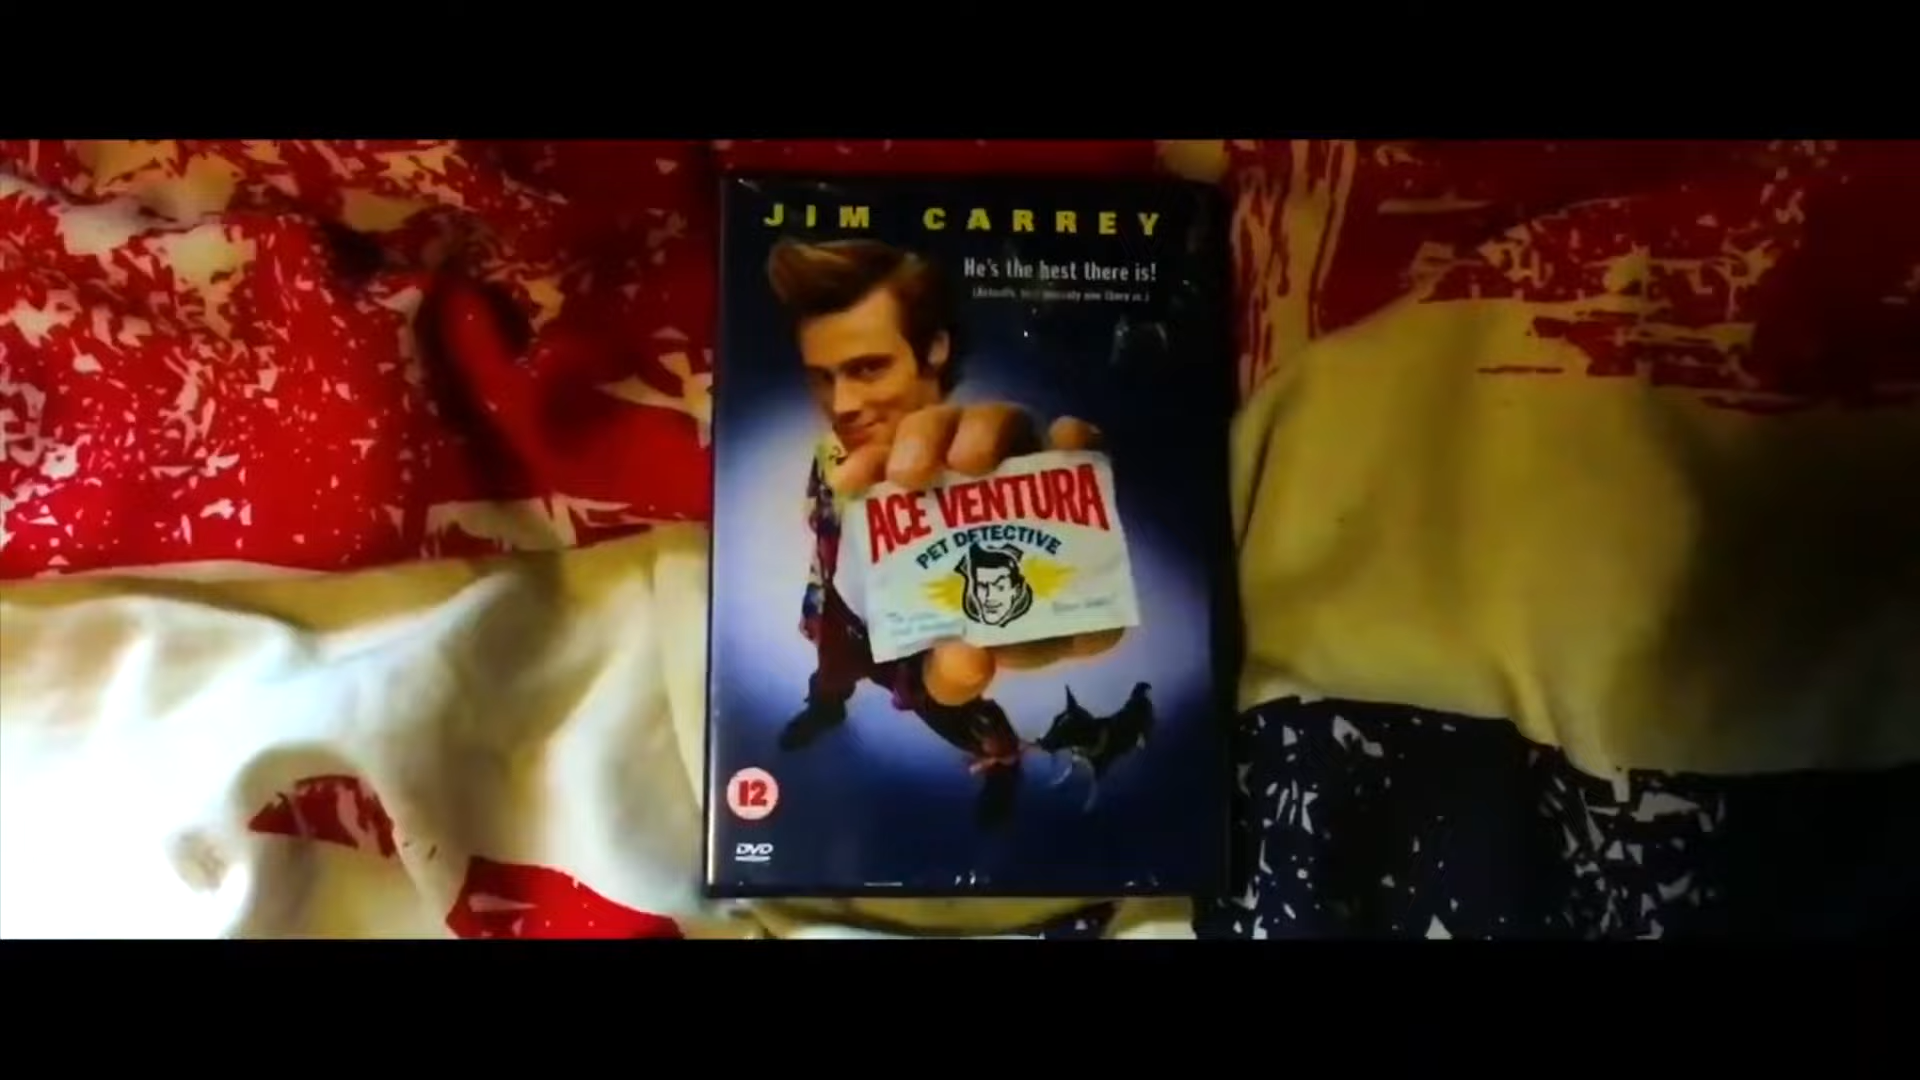 JIM CARREY
He's the best there is!
ACE VENTURA
PET DETECTIVE
12
DVD